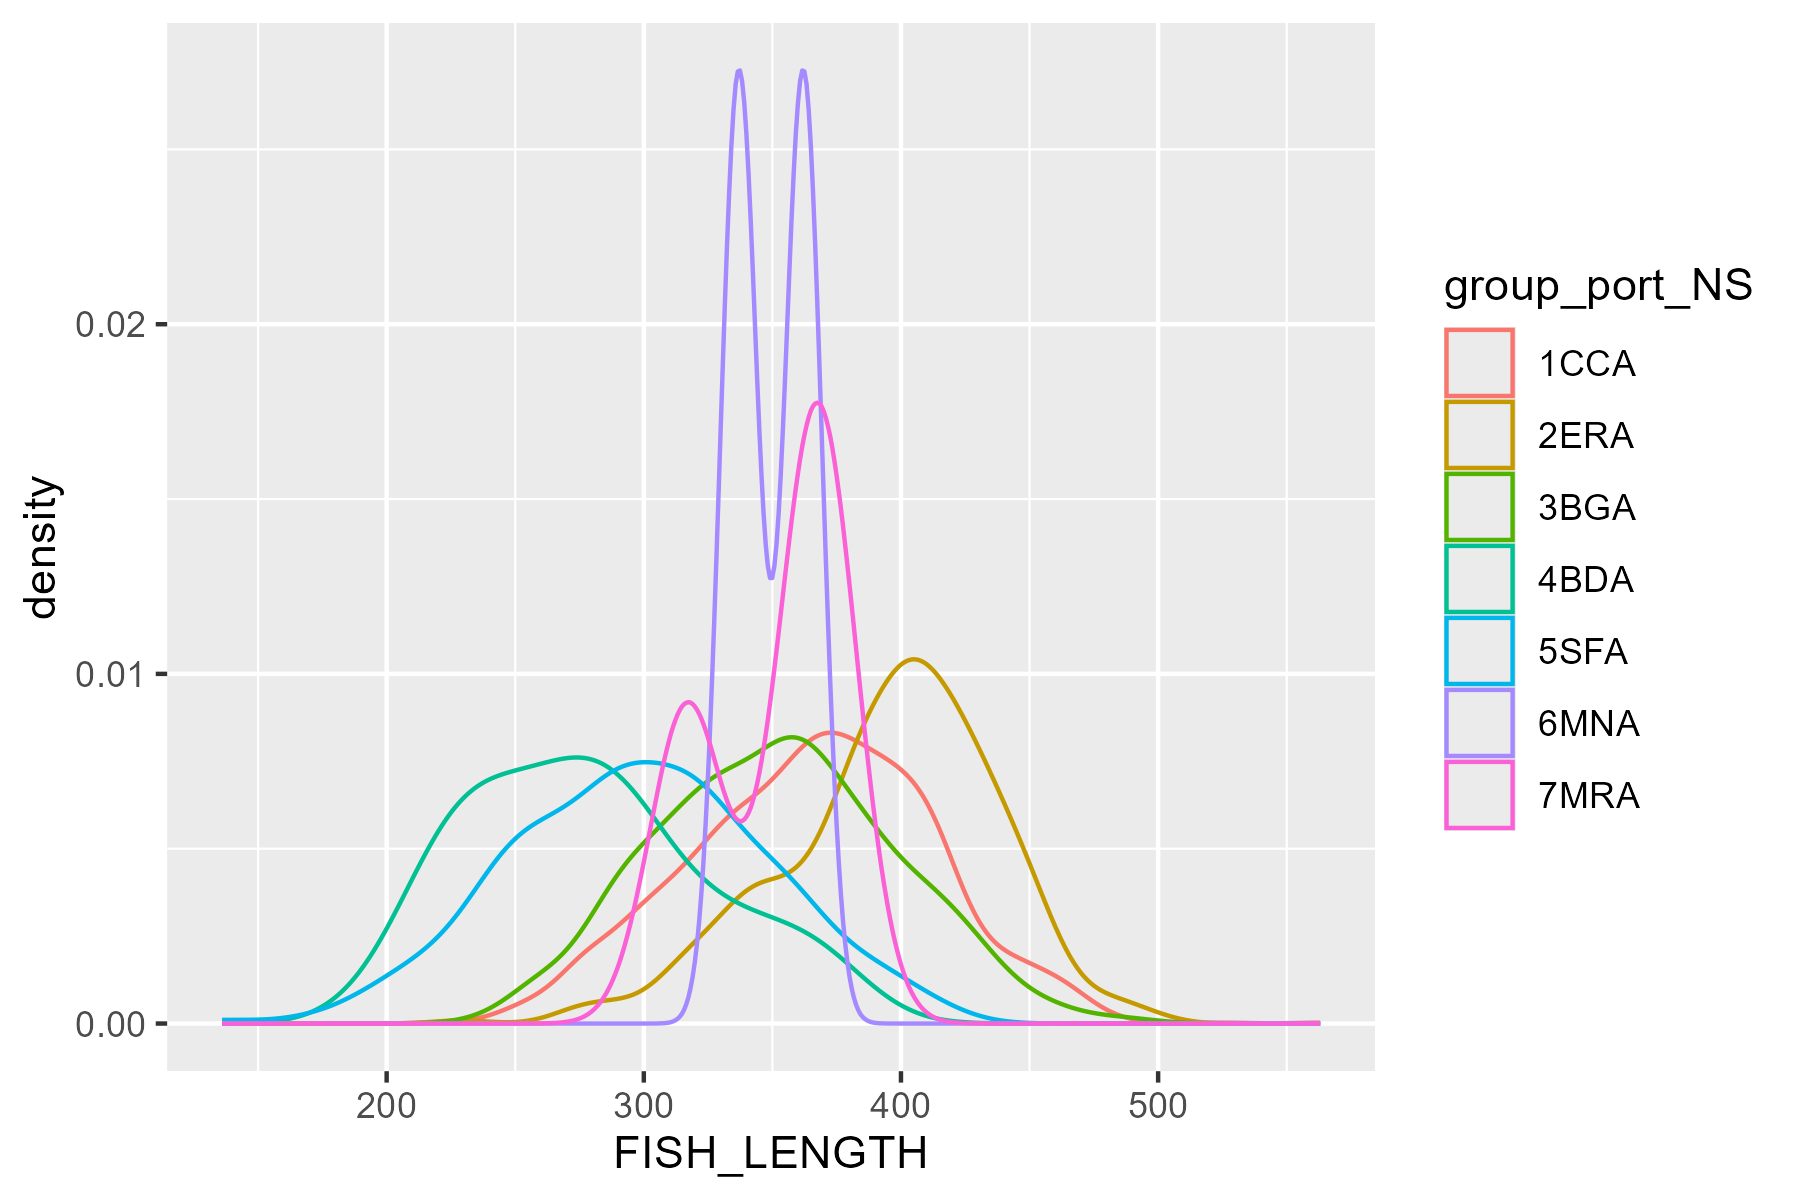 density
0.02
0.01
0.00
200 300 400 500
FISH_LENGTH
group_port_NS
1CCA
2ERA
3BGA
4BDA
5SFA
6MNA
7MRA